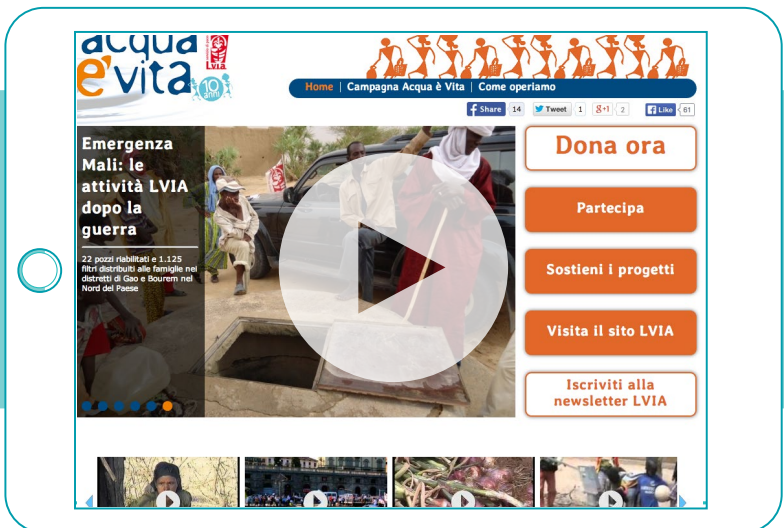 acqua
è vita
10
anni
LVIA
Home | Campagna Acqua è Vita | Come operiamo
Share 14 Tweet 1 g+1 2 Like 61
Emergenza
Mali: le
attività LVIA
dopo la
guerra
22 pozzi riabilitati e 1.125
filtri distribuiti alle famiglie nei
distretti di Gao e Bourem nel
Nord del Paese
Dona ora
Partecipa
Sostieni i progetti
Visita il sito LVIA
Iscriviti alla
newsletter LVIA